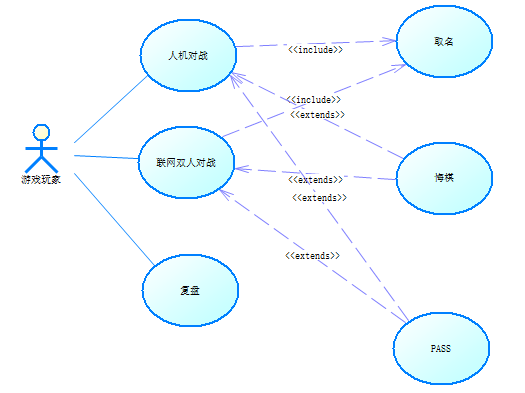 人机对战
取名
<<include>>
<<include>>
<<extends>>
游戏玩家
联网双人对战
<<extends>>
悔棋
<<extends>>
<<extends>>
复盘
PASS